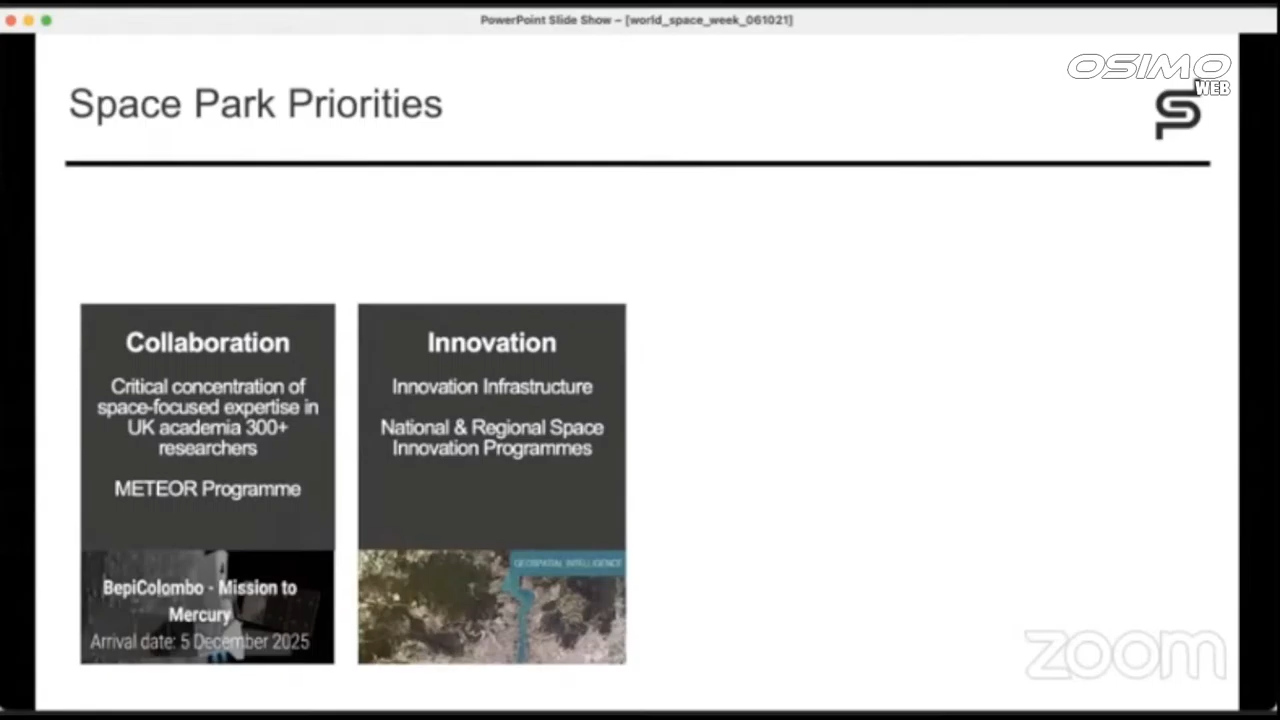 PowerPoint Slide Show – [world_space_week_061021]
OSIMO
WEB
Space Park Priorities
Collaboration
Critical concentration of
space-focused expertise in
UK academia 300+
researchers
METEOR Programme
BepiColombo - Mission to
Mercury
Arrival date: 5 December 2025
Innovation
Innovation Infrastructure
National & Regional Space
Innovation Programmes
GEOSPATIAL INTELLIGENCE
zoom